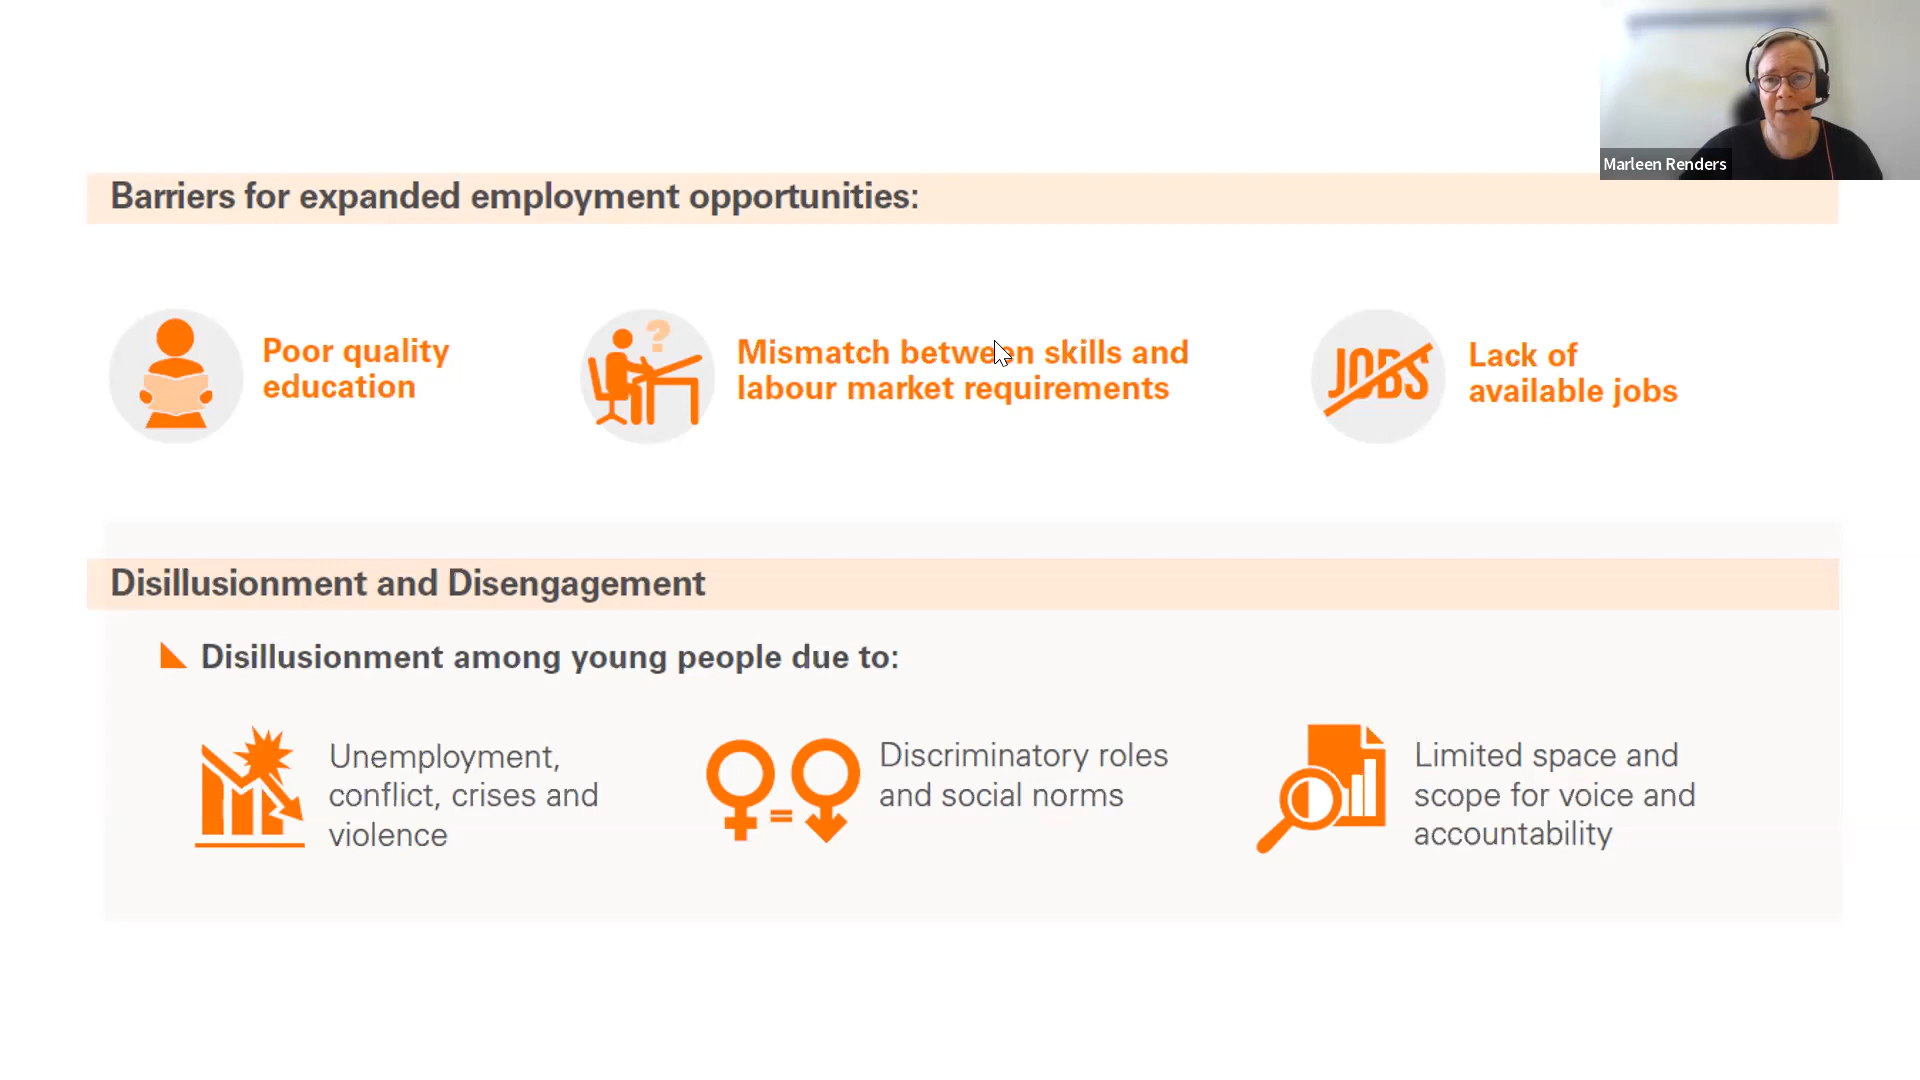 Marleen Renders
Barriers for expanded employment opportunities:
Poor quality
education
?
Mismatch between skills and
labour market requirements
JOBS
Lack of
available jobs
Disillusionment and Disengagement
Disillusionment among young people due to:
Unemployment,
conflict, crises and
violence
=
Discriminatory roles
and social norms
Limited space and
scope for voice and
accountability